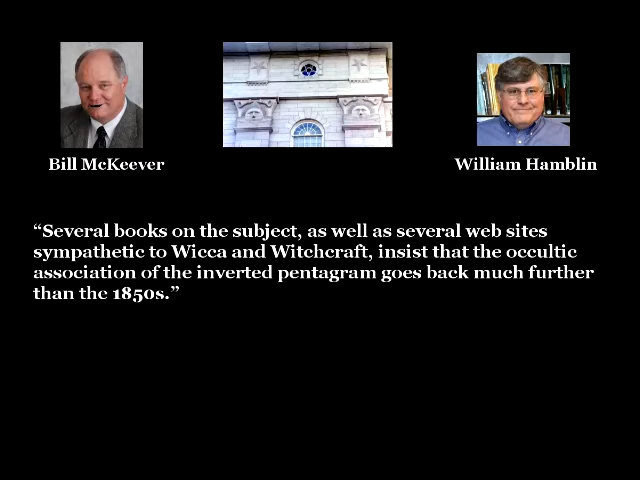 Bill McKeever
William Hamblin
“Several books on the subject, as well as several web sites
sympathetic to Wicca and Witchcraft, insist that the occultic
association of the inverted pentagram goes back much further
than the 1850s.”